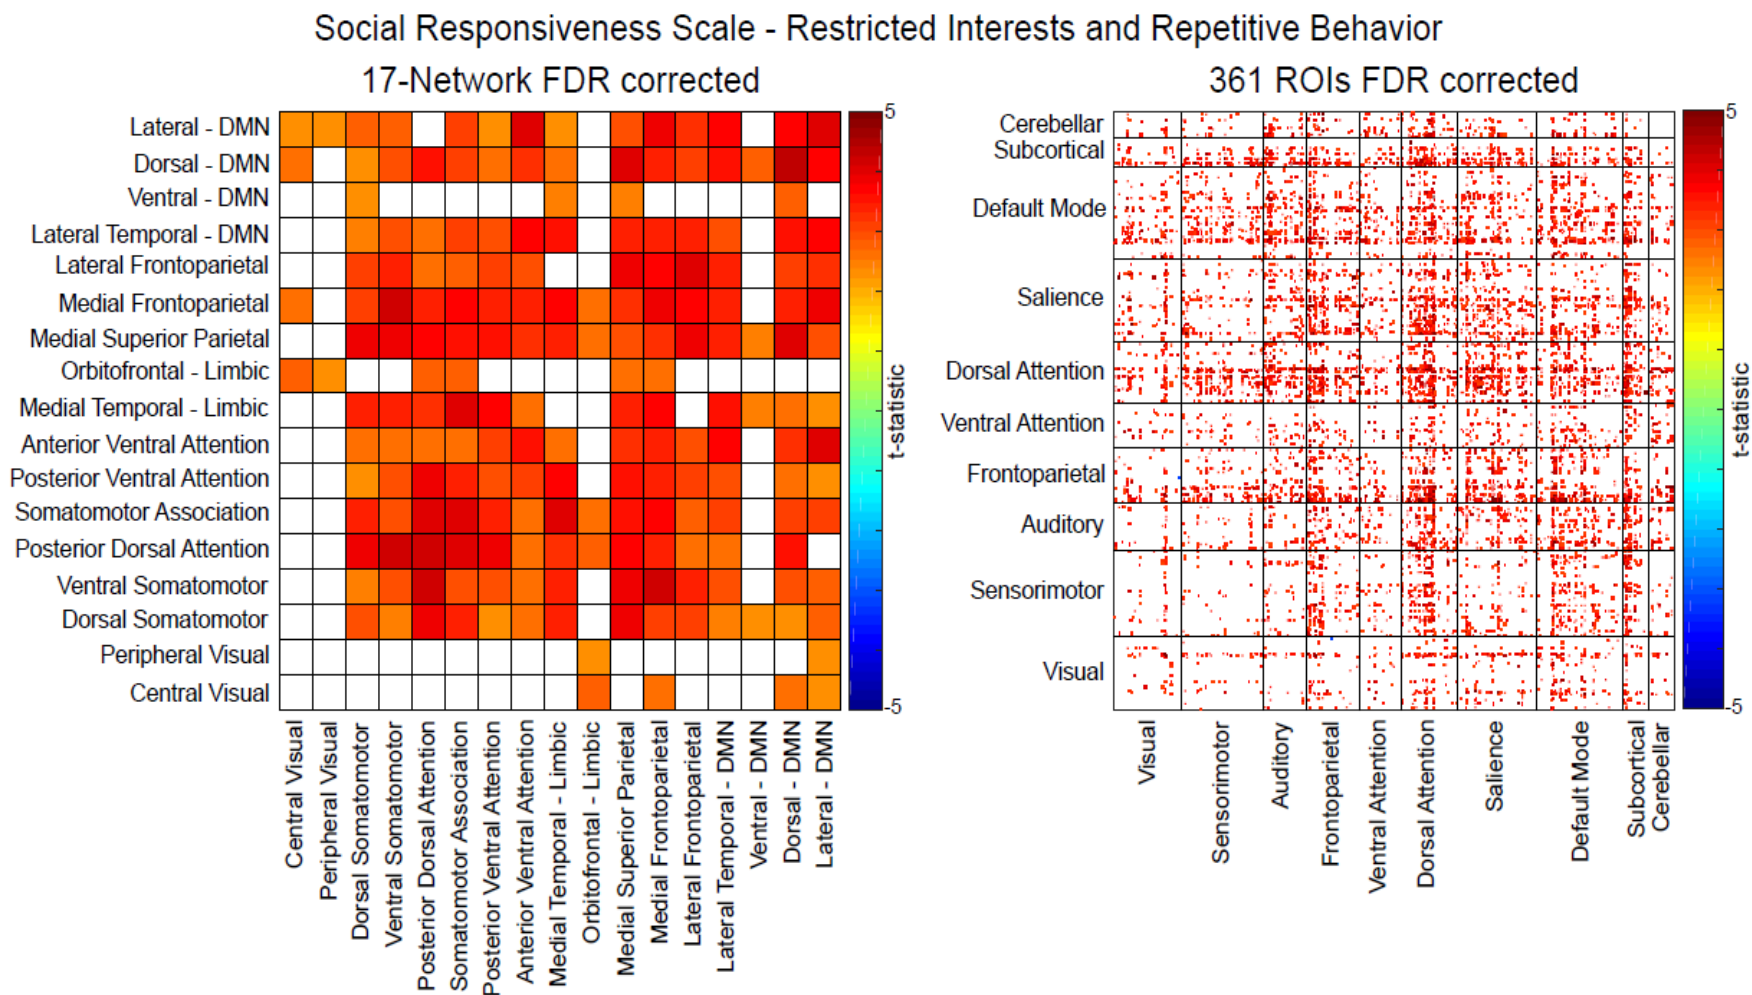 Social Responsiveness Scale - Restricted Interests and Repetitive Behavior
17-Network FDR corrected
Lateral - DMN
Dorsal - DMN
Ventral - DMN
Lateral Temporal - DMN
Lateral Frontoparietal
Medial Frontoparietal
Medial Superior Parietal
Orbitofrontal - Limbic
Medial Temporal - Limbic
Anterior Ventral Attention
Posterior Ventral Attention
Somatomotor Association
Posterior Dorsal Attention
Ventral Somatomotor
Dorsal Somatomotor
Peripheral Visual
Central Visual
Central Visual
Peripheral Visual
Dorsal Somatomotor
Ventral Somatomotor
Posterior Dorsal Attention
Somatomotor Association
Posterior Ventral Attention
Anterior Ventral Attention
Medial Temporal - Limbic
Orbitofrontal - Limbic
Medial Superior Parietal
Medial Frontoparietal
Lateral Frontoparietal
Lateral Temporal - DMN
Ventral - DMN
Dorsal - DMN
Lateral - DMN
5
t-statistic
-5
361 ROIs FDR corrected
Cerebellar
Subcortical
Default Mode
Salience
Dorsal Attention
Ventral Attention
Frontoparietal
Auditory
Sensorimotor
Visual
Visual
Sensorimotor
Auditory
Frontoparietal
Ventral Attention
Dorsal Attention
Salience
Default Mode
Subcortical
Cerebellar
5
t-statistic
-5